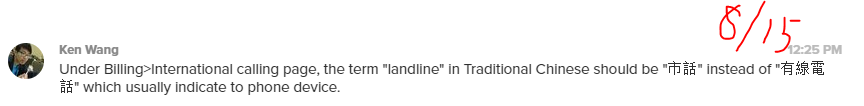 8/15
Ken Wang
12:25 PM
Under Billing>International calling page, the term "landline" in Traditional Chinese should be "市話" instead of "有線電
話" which usually indicate to phone device.